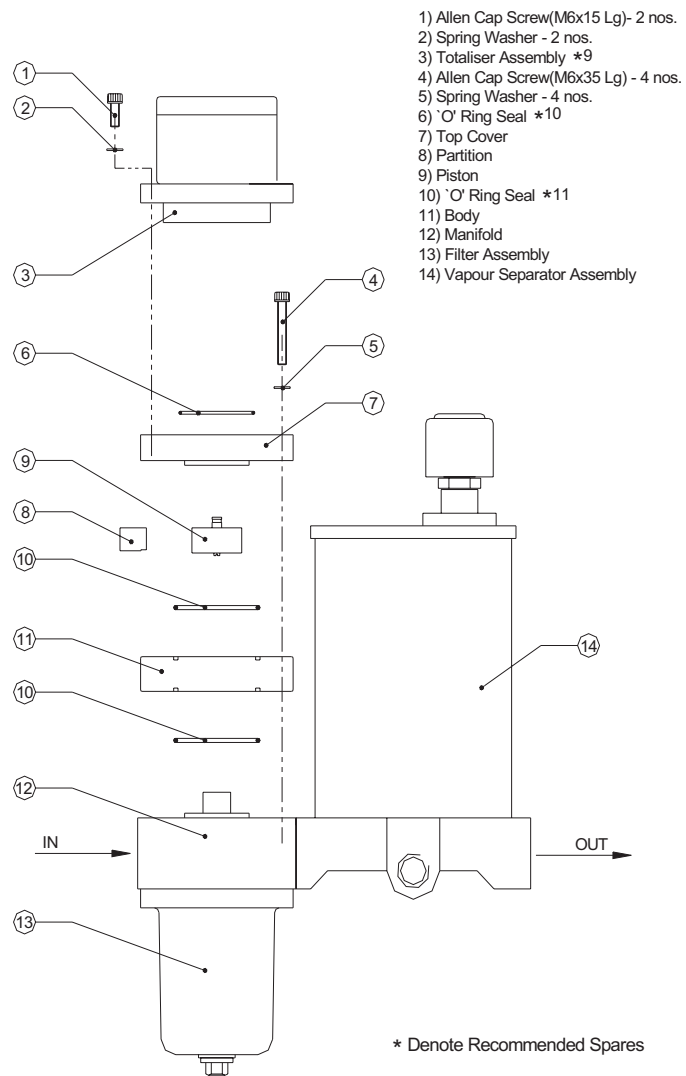 1) Allen Cap Screw(M6x15 Lg)- 2 nos.
2) Spring Washer - 2 nos.
3) Totaliser Assembly *9
4) Allen Cap Screw(M6x35 Lg) - 4 nos.
5) Spring Washer - 4 nos.
6) `O' Ring Seal *10
7) Top Cover
8) Partition
9) Piston
10) `O' Ring Seal *11
11) Body
12) Manifold
13) Filter Assembly
14) Vapour Separator Assembly
1
2
3
4
5
6
7
9
8
10
11
14
10
12
IN
OUT
13
* Denote Recommended Spares